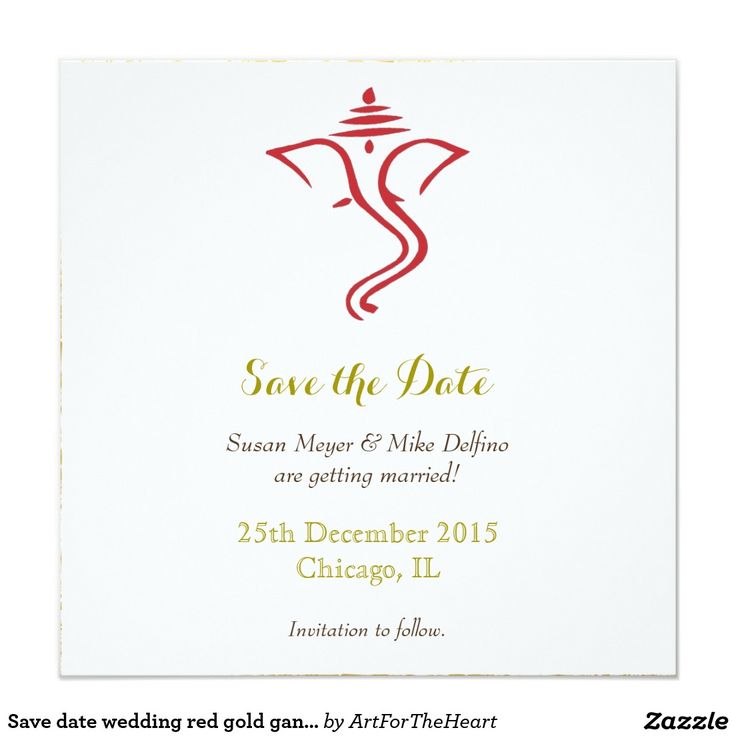 Save the Date
Susan Meyer & Mike Delfino
are getting married!
25th December 2015
Chicago, IL
Invitation to follow.
Save date wedding red gold gan... by ArtForTheHeart Zazzle